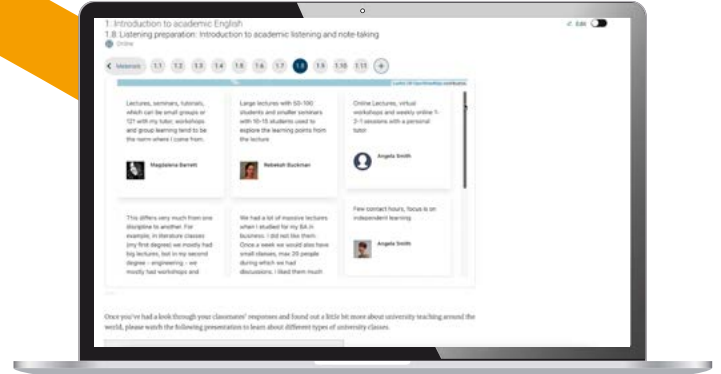 1. Introduction to academic English
1.8 Listening preparation: Introduction to academic listening and note-taking
Online
Edit
Materials 1.1 1.2 1.3 1.4 1.5 1.6 1.7 1.8 1.9 1.10 1.11
Lectures, seminars, tutorials,
which can be small groups or
121 with my tutor, workshops
and group learning tend to be
the norm where I come from.
Magdalena Barrett
Large lectures with 50-100
students and smaller seminars
with 10-15 students used to
explore the learning points from
the lecture
Rebekah Buckman
Online Lectures, virtual
workshops and weekly online 1-
2-1 sessions with a personal
tutor
Angela Smith
This differs very much from one
discipline to another. For
example, in literature classes
(my first degree) we mostly had
big lectures, but in my second
degree – engineering – we
mostly had workshops and
We had a lot of massive lectures
when I studied for my BA in
business. I did not like them.
Once a week we would also have
small classes, max 20 people
during which we had
discussions. I liked them much
Few contact hours, focus is on
independent learning
Angela Smith
Once you've had a look through your classmates' responses and found out a little bit more about university teaching around the
world, please watch the following presentation to learn about different types of university classes.